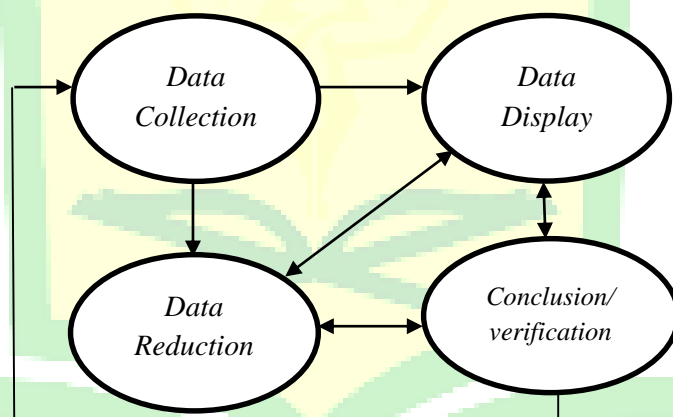 Data
Collection
Data
Display
Data
Reduction
Conclusion/
verification